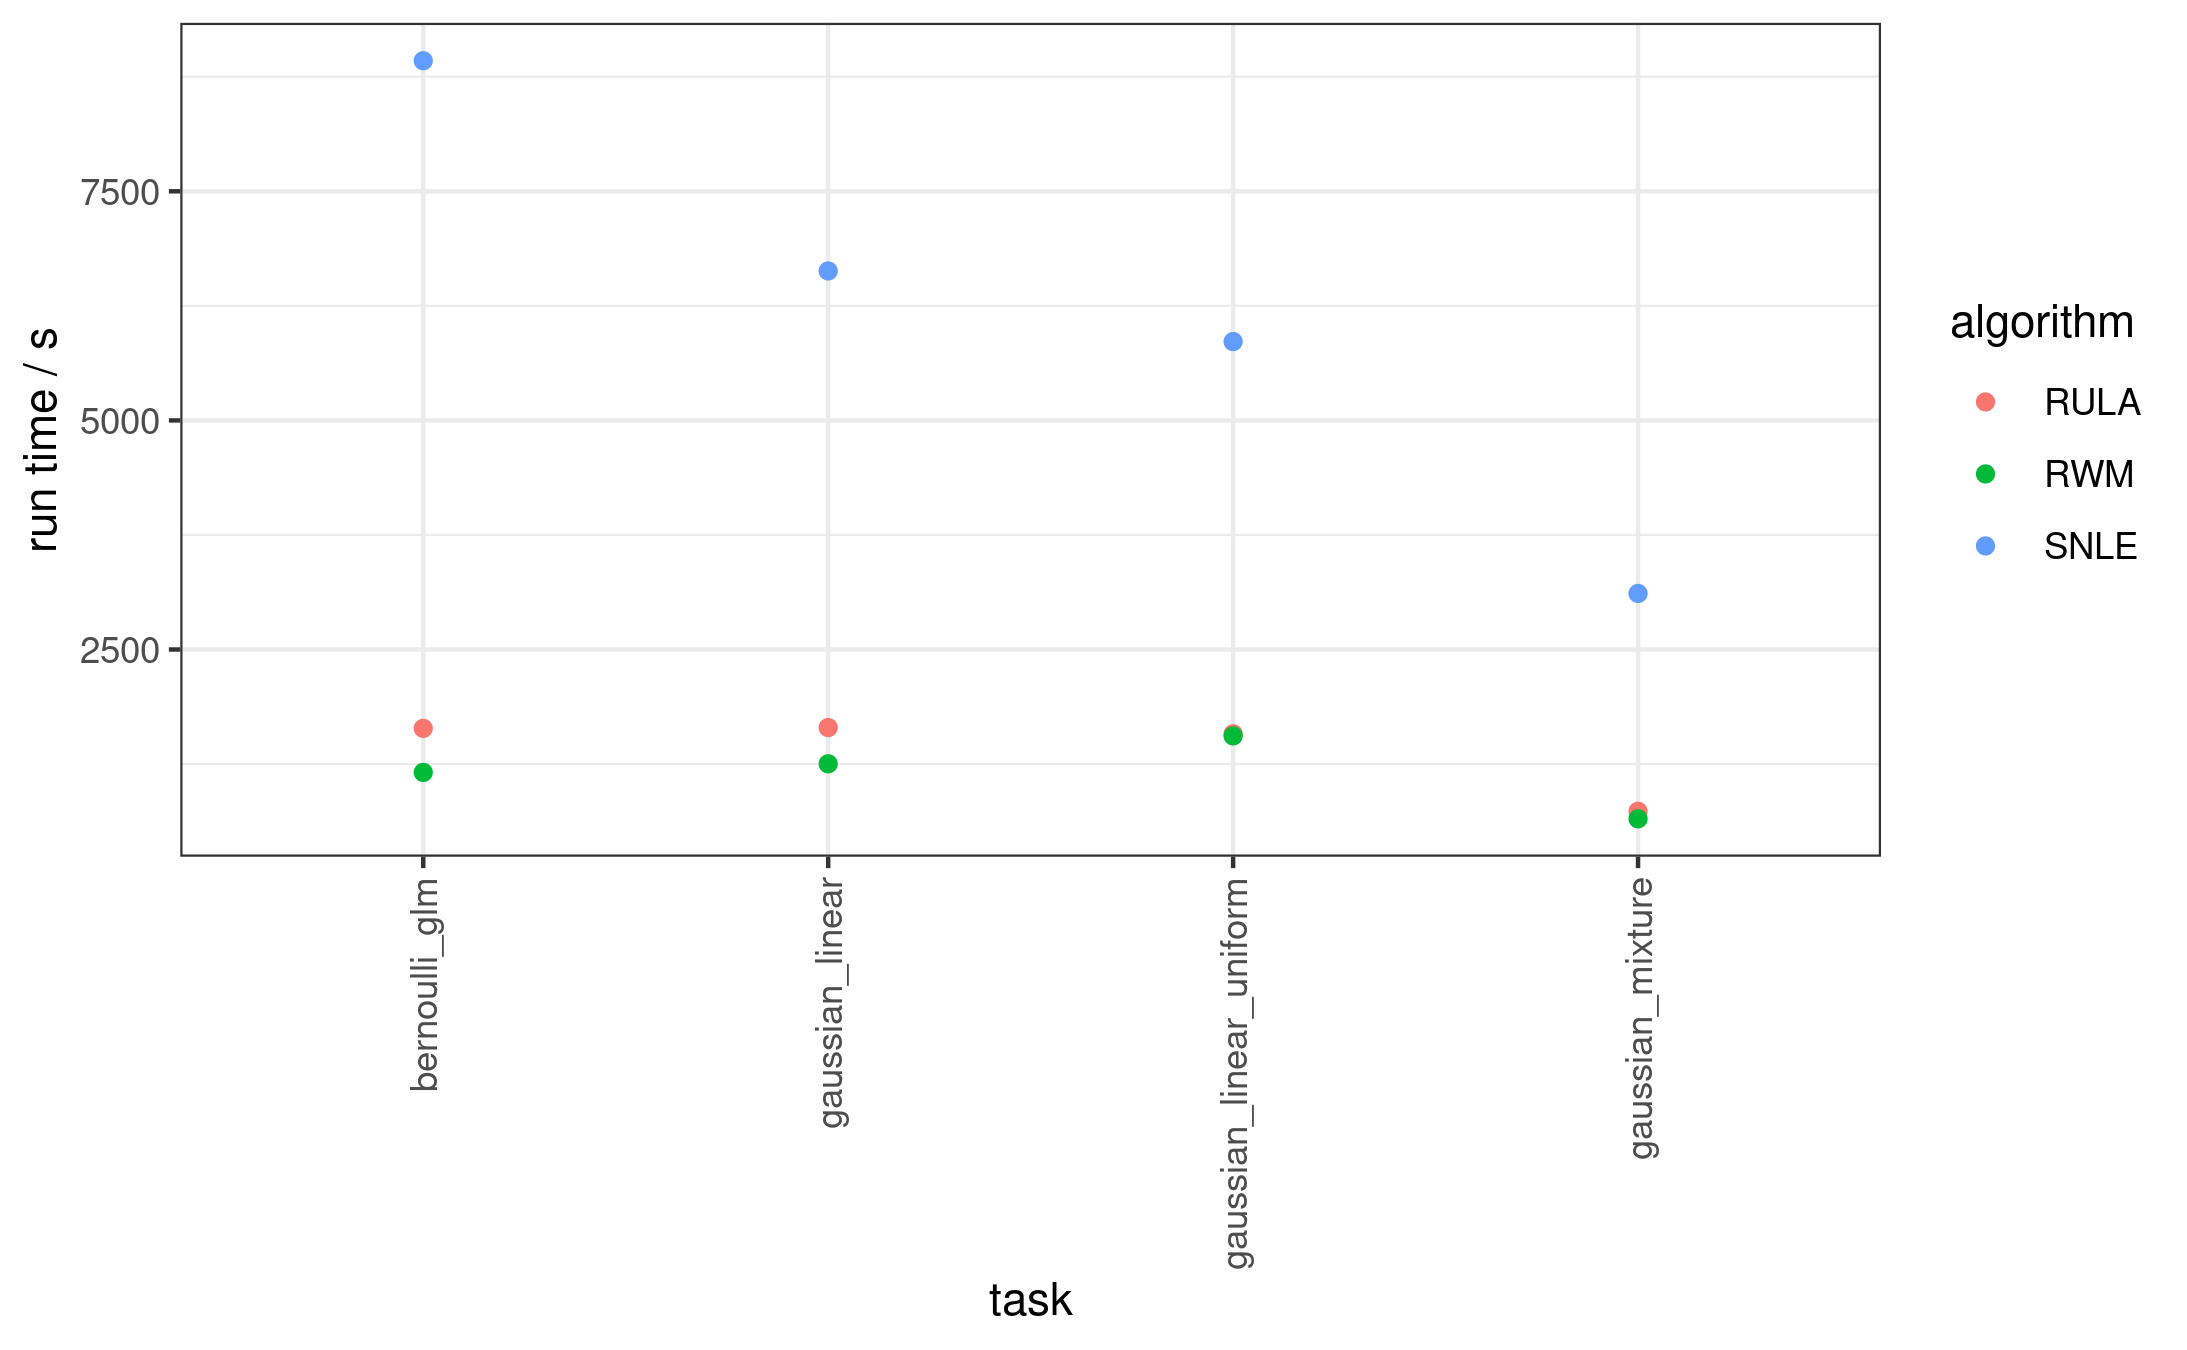 run time / s
7500
5000
2500
bernoulli_glm
gaussian_linear
gaussian_linear_uniform
gaussian_mixture
task
algorithm
RULA
RWM
SNLE